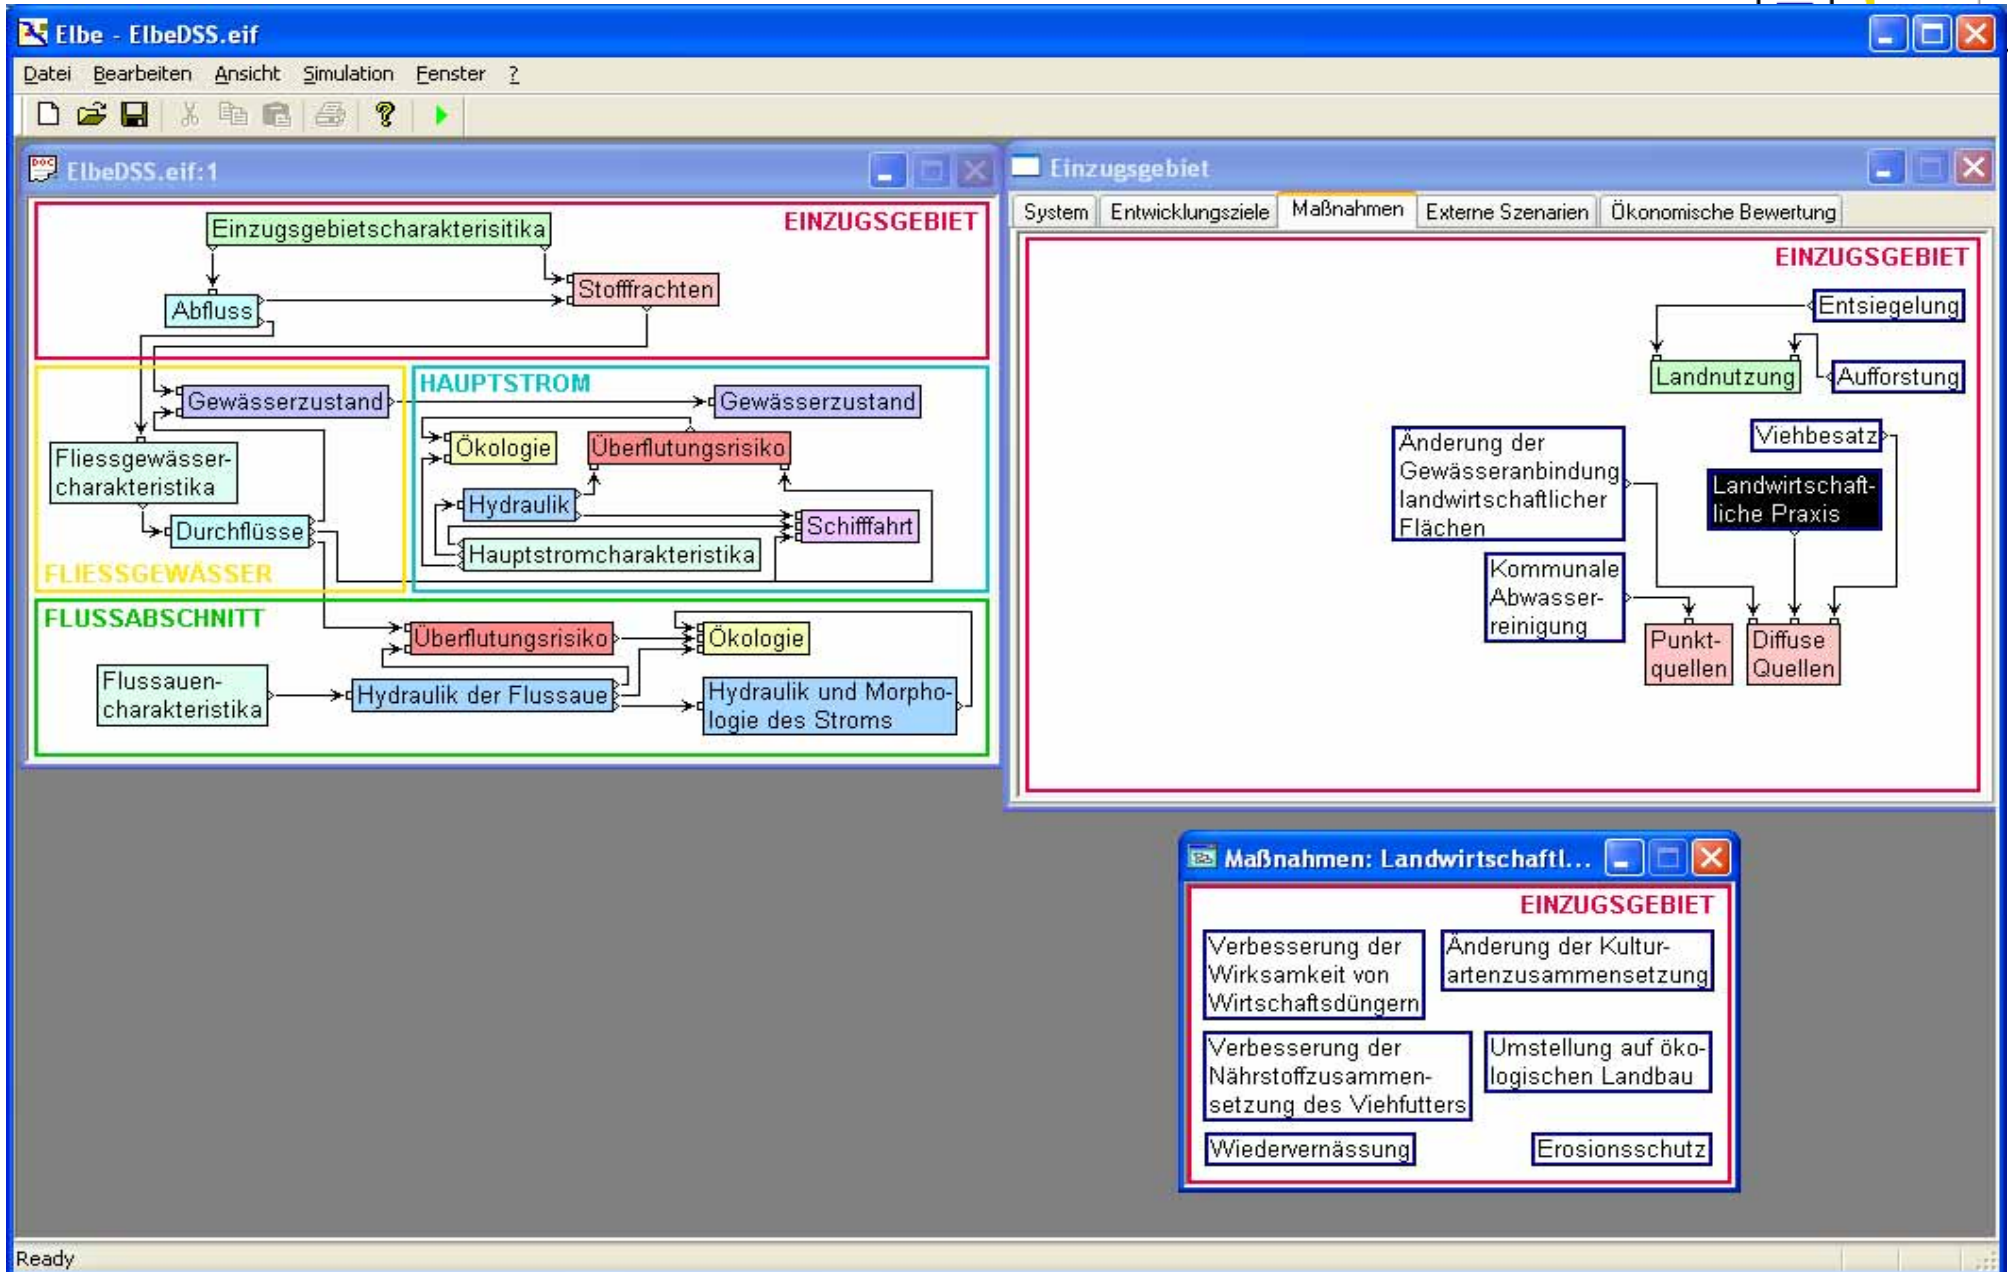 Elbe - ElbeDSS.eif
Datei Bearbeiten Ansicht Simulation Fenster ?
ElbeDSS.eif:1
EINZUGSGEBIET
Einzugsgebietscharakterisitika
Stofffrachten
Abfluss
HAUPTSTROM
Gewässerzustand
Gewässerzustand
Ökologie
Überflutungsrisiko
Fliessgewässer-
charakteristika
Hydraulik
Schifffahrt
Durchflüsse
Hauptstromcharakteristika
FLIESSGEWÄSSER
FLUSSABSCHNITT
Überflutungsrisiko
Ökologie
Flussauen-
charakteristika
Hydraulik der Flussaue
Hydraulik und Morpho-
logie des Stroms
Einzugsgebiet
System Entwicklungsziele Maßnahmen Externe Szenarien Ökonomische Bewertung
EINZUGSGEBIET
Entsiegelung
Landnutzung
Aufforstung
Viehbesatz
Änderung der
Gewässeranbindung
landwirtschaftlicher
Flächen
Landwirtschaft-
liche Praxis
Kommunale
Abwasser-
reinigung
Punkt-
quellen
Diffuse
Quellen
Maßnahmen: Landwirtschaftl...
EINZUGSGEBIET
Verbesserung der
Wirksamkeit von
Wirtschaftsdüngern
Änderung der Kultur-
artenzusammensetzung
Verbesserung der
Nährstoffzusammen-
setzung des Viehfutters
Umstellung auf öko-
logischen Landbau
Wiedervernässung
Erosionsschutz
Ready